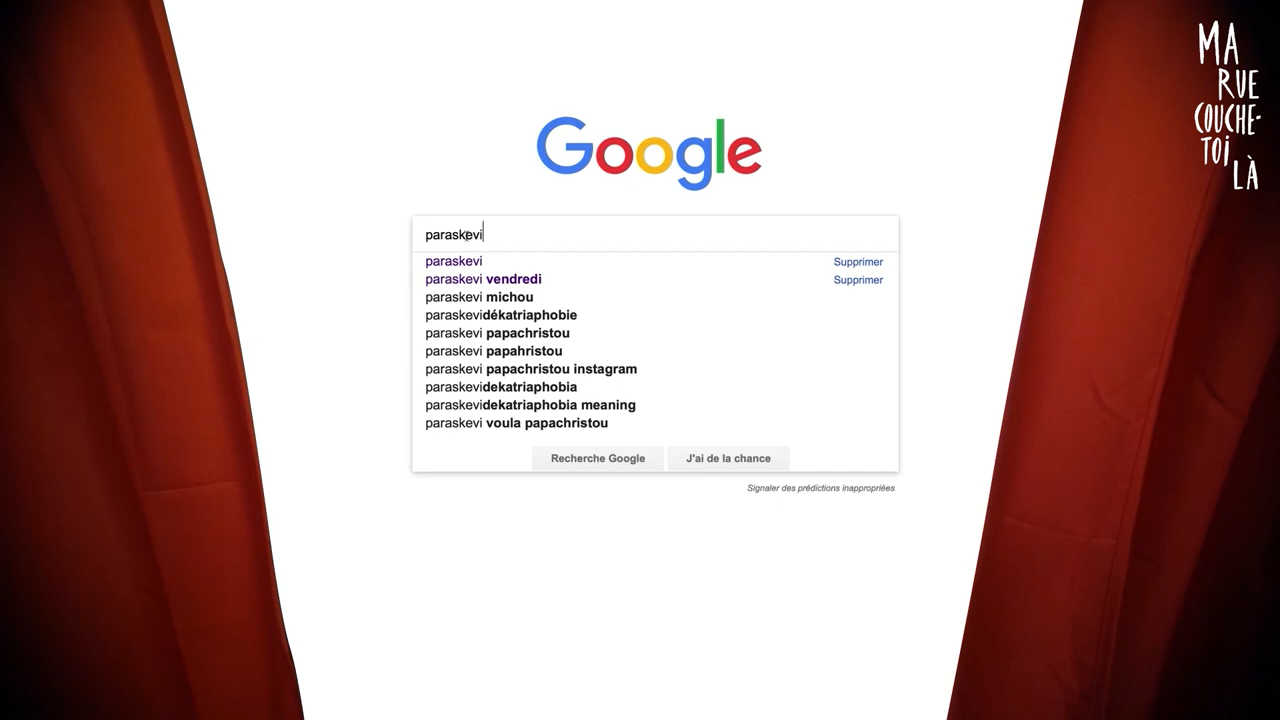 MA
RUE
COUCHE-
TOI
LÀ
Google
paraskevi
paraskevi Supprimer
paraskevi vendredi Supprimer
paraskevi michou
paraskevidékatriaphobie
paraskevi papachristou
paraskevi papahristou
paraskevi papachristou instagram
paraskevidekatriaphobia
paraskevidekatriaphobia meaning
paraskevi voula papachristou
Recherche Google J'ai de la chance
Signaler des prédictions inappropriées